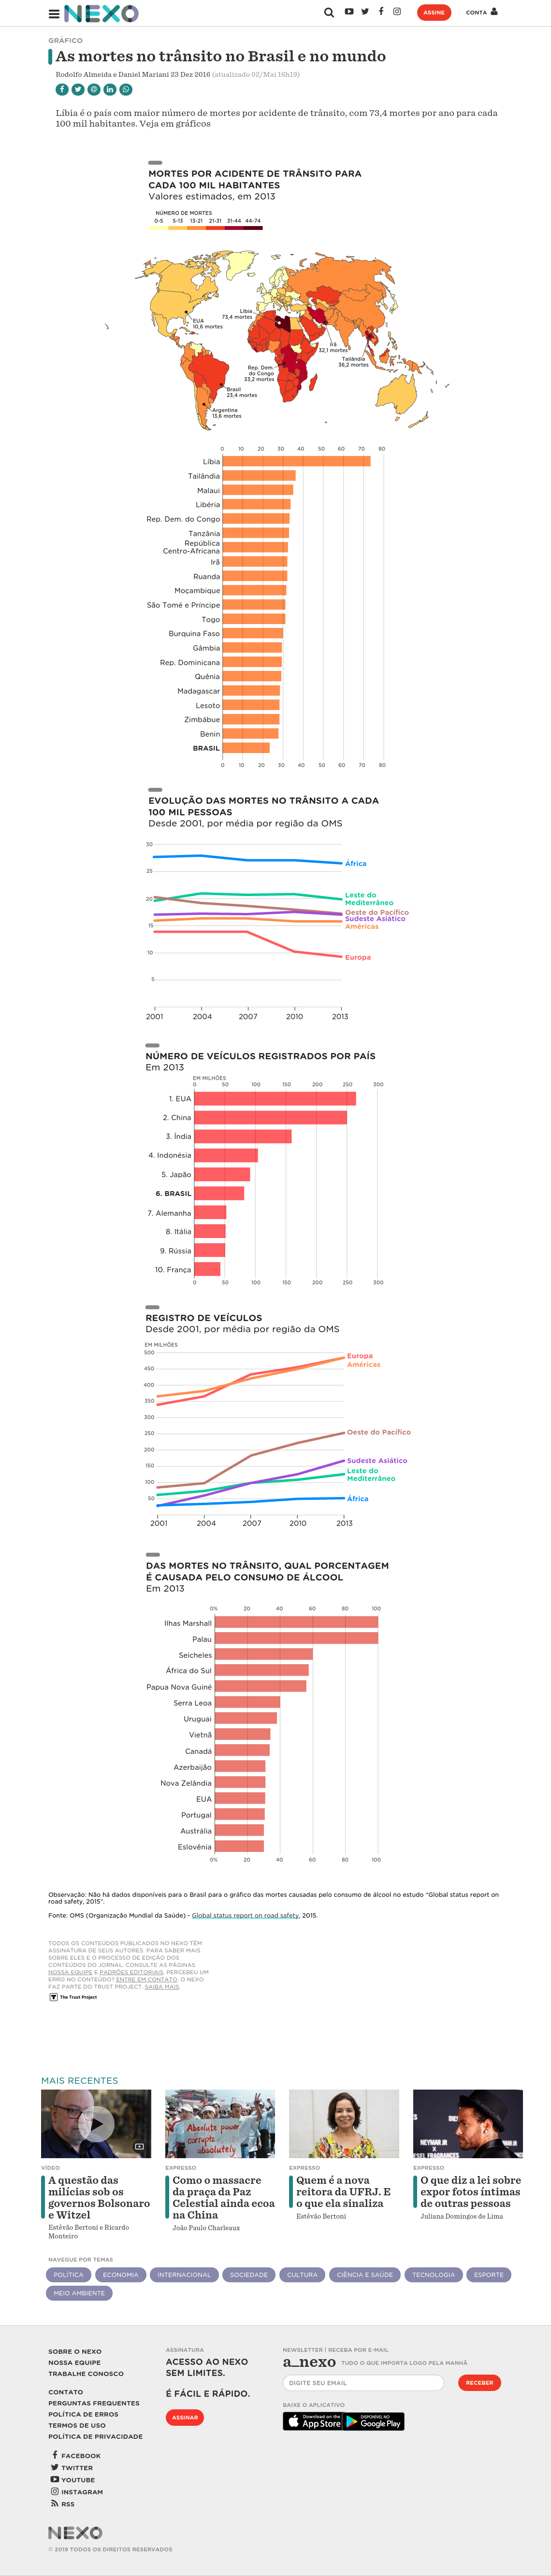 NEXO
ASSINE
CONTA
GRÁFICO
As mortes no trânsito no Brasil e no mundo
Rodolfo Almeida e Daniel Mariani 23 Dez 2016 (atualizado 02/Mai 16h19)
Líbia é o país com maior número de mortes por acidente de trânsito, com 73,4 mortes por ano para cada
100 mil habitantes. Veja em gráficos
MORTES POR ACIDENTE DE TRÂNSITO PARA
CADA 100 MIL HABITANTES
Valores estimados, em 2013
NÚMERO DE MORTES
0-5 5-13 13-21 21-31 31-44 44-74
EUA
10,6 mortes
Líbia
73,4 mortes
Irã
32,1 mortes
Tailândia
36,2 mortes
Rep. Dem.
do Congo
33,2 mortes
Brasil
23,4 mortes
Argentina
13,6 mortes
0 10 20 30 40 50 60 70 80
Líbia
Tailândia
Malaui
Libéria
Rep. Dem. do Congo
Tanzânia
República
Centro-Africana
Irã
Ruanda
Moçambique
São Tomé e Príncipe
Togo
Burquina Faso
Gâmbia
Rep. Dominicana
Quênia
Madagascar
Lesoto
Zimbábue
Benin
BRASIL
0 10 20 30 40 50 60 70 80
EVOLUÇÃO DAS MORTES NO TRÂNSITO A CADA
100 MIL PESSOAS
Desde 2001, por média por região da OMS
30
25
20
15
10
5
África
Leste do
Mediterrâneo
Oeste do Pacífico
Sudeste Asiático
Américas
Europa
2001 2004 2007 2010 2013
NÚMERO DE VEÍCULOS REGISTRADOS POR PAÍS
Em 2013
EM MILHÕES
0 50 100 150 200 250 300
1. EUA
2. China
3. Índia
4. Indonésia
5. Japão
6. BRASIL
7. Alemanha
8. Itália
9. Rússia
10. França
0 50 100 150 200 250 300
REGISTRO DE VEÍCULOS
Desde 2001, por média por região da OMS
EM MILHÕES
500
450
400
350
300
250
200
150
100
50
Europa
Américas
Oeste do Pacífico
Sudeste Asiático
Leste do
Mediterrâneo
África
2001 2004 2007 2010 2013
DAS MORTES NO TRÂNSITO, QUAL PORCENTAGEM
É CAUSADA PELO CONSUMO DE ÁLCOOL
Em 2013
0% 20 40 60 80 100
Ilhas Marshall
Palau
Seicheles
África do Sul
Papua Nova Guiné
Serra Leoa
Uruguai
Vietnã
Canadá
Azerbaijão
Nova Zelândia
EUA
Portugal
Austrália
Eslovênia
0% 20 40 60 80 100
Observação: Não há dados disponíveis para o Brasil para o gráfico das mortes causadas pelo consumo de álcool no estudo "Global status report on
road safety, 2015".
Fonte: OMS (Organização Mundial da Saúde) - Global status report on road safety, 2015.
TODOS OS CONTEÚDOS PUBLICADOS NO NEXO TÊM
ASSINATURA DE SEUS AUTORES. PARA SABER MAIS
SOBRE ELES E O PROCESSO DE EDIÇÃO DOS
CONTEÚDOS DO JORNAL, CONSULTE AS PÁGINAS
NOSSA EQUIPE E PADRÕES EDITORIAIS. PERCEBEU UM
ERRO NO CONTEÚDO? ENTRE EM CONTATO. O NEXO
FAZ PARTE DO TRUST PROJECT. SAIBA MAIS.
T The Trust Project
MAIS RECENTES
Absolute power
corrupts
absolutely
NEYMAR JR
DIESEL FRAGRANCES
VÍDEO
A questão das
milícias sob os
governos Bolsonaro
e Witzel
Estêvão Bertoni e Ricardo
Monteiro
EXPRESSO
Como o massacre
da praça da Paz
Celestial ainda ecoa
na China
João Paulo Charleaux
EXPRESSO
Quem é a nova
reitora da UFRJ. E
o que ela sinaliza
Estêvão Bertoni
EXPRESSO
O que diz a lei sobre
expor fotos íntimas
de outras pessoas
Juliana Domingos de Lima
NAVEGUE POR TEMAS
POLÍTICA ECONOMIA INTERNACIONAL SOCIEDADE CULTURA CIÊNCIA E SAÚDE TECNOLOGIA ESPORTE
MEIO AMBIENTE
SOBRE O NEXO
NOSSA EQUIPE
TRABALHE CONOSCO
CONTATO
PERGUNTAS FREQUENTES
POLÍTICA DE ERROS
TERMOS DE USO
POLÍTICA DE PRIVACIDADE
FACEBOOK
TWITTER
YOUTUBE
INSTAGRAM
RSS
ASSINATURA
ACESSO AO NEXO
SEM LIMITES.
É FÁCIL E RÁPIDO.
ASSINAR
NEWSLETTER | RECEBA POR E-MAIL
a_nexo TUDO O QUE IMPORTA LOGO PELA MANHÃ
DIGITE SEU EMAIL
RECEBER
BAIXE O APLICATIVO
Download on the
App Store
DISPONÍVEL NO
Google Play
NEXO
© 2019 TODOS OS DIREITOS RESERVADOS